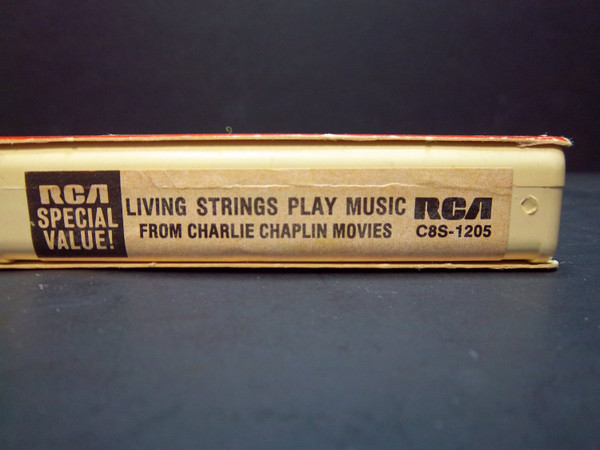 RCA
SPECIAL
VALUE!
LIVING STRINGS PLAY MUSIC
FROM CHARLIE CHAPLIN MOVIES
RCA
C8S-1205